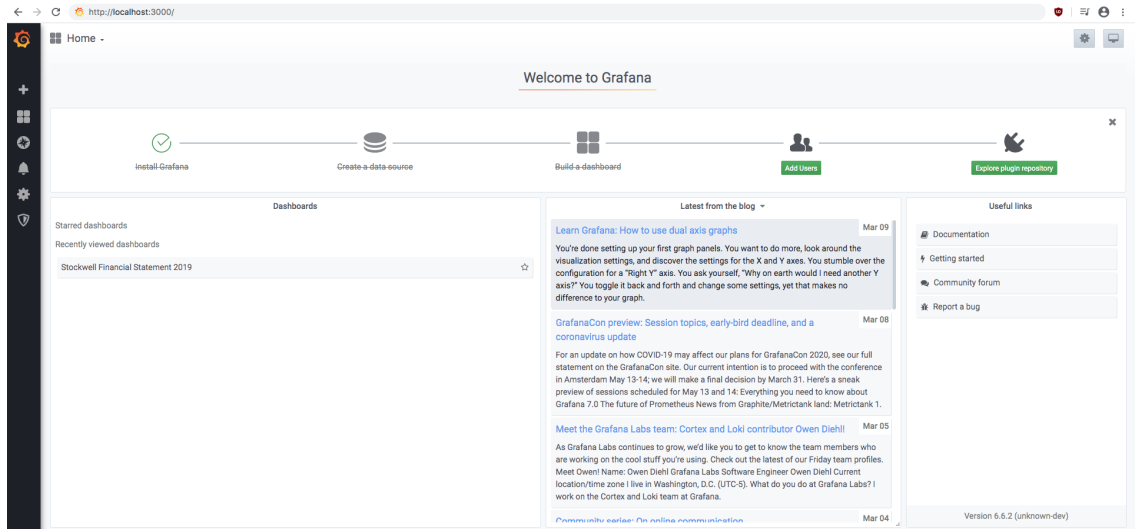 http://localhost:3000/
Home
Welcome to Grafana
Install Grafana
Create a data source
Build a dashboard
Add Users
Explore plugin repository
Dashboards
Starred dashboards
Recently viewed dashboards
Stockwell Financial Statement 2019
Latest from the blog
Learn Grafana: How to use dual axis graphs
Mar 09
You're done setting up your first graph panels. You want to do more, look around the
visualization settings, and discover the settings for the X and Y axes. You stumble over the
configuration for a "Right Y" axis. You ask yourself, "Why on earth would I need another Y
axis?" You toggle it back and forth and change some settings, yet that makes no
difference to your graph.
GrafanaCon preview: Session topics, early-bird deadline, and a
coronavirus update
Mar 08
For an update on how COVID-19 may affect our plans for GrafanaCon 2020, see our full
statement on the GrafanaCon site. Our current intention is to proceed with the conference
in Amsterdam May 13-14; we will make a final decision by March 31. Here's a sneak
preview of sessions scheduled for May 13 and 14: Everything you need to know about
Grafana 7.0 The future of Prometheus News from Graphite/Metrictank land: Metrictank 1.
Meet the Grafana Labs team: Cortex and Loki contributor Owen Diehl!
Mar 05
As Grafana Labs continues to grow, we'd like you to get to know the team members who
are working on the cool stuff you're using. Check out the latest of our Friday team profiles.
Meet Owen! Name: Owen Diehl Grafana Labs Software Engineer Owen Diehl Current
location/time zone I live in Washington, D.C. (UTC-5). What do you do at Grafana Labs? I
work on the Cortex and Loki team at Grafana.
Community series: On online communication
Mar 04
Useful links
Documentation
Getting started
Community forum
Report a bug
Version 6.6.2 (unknown-dev)